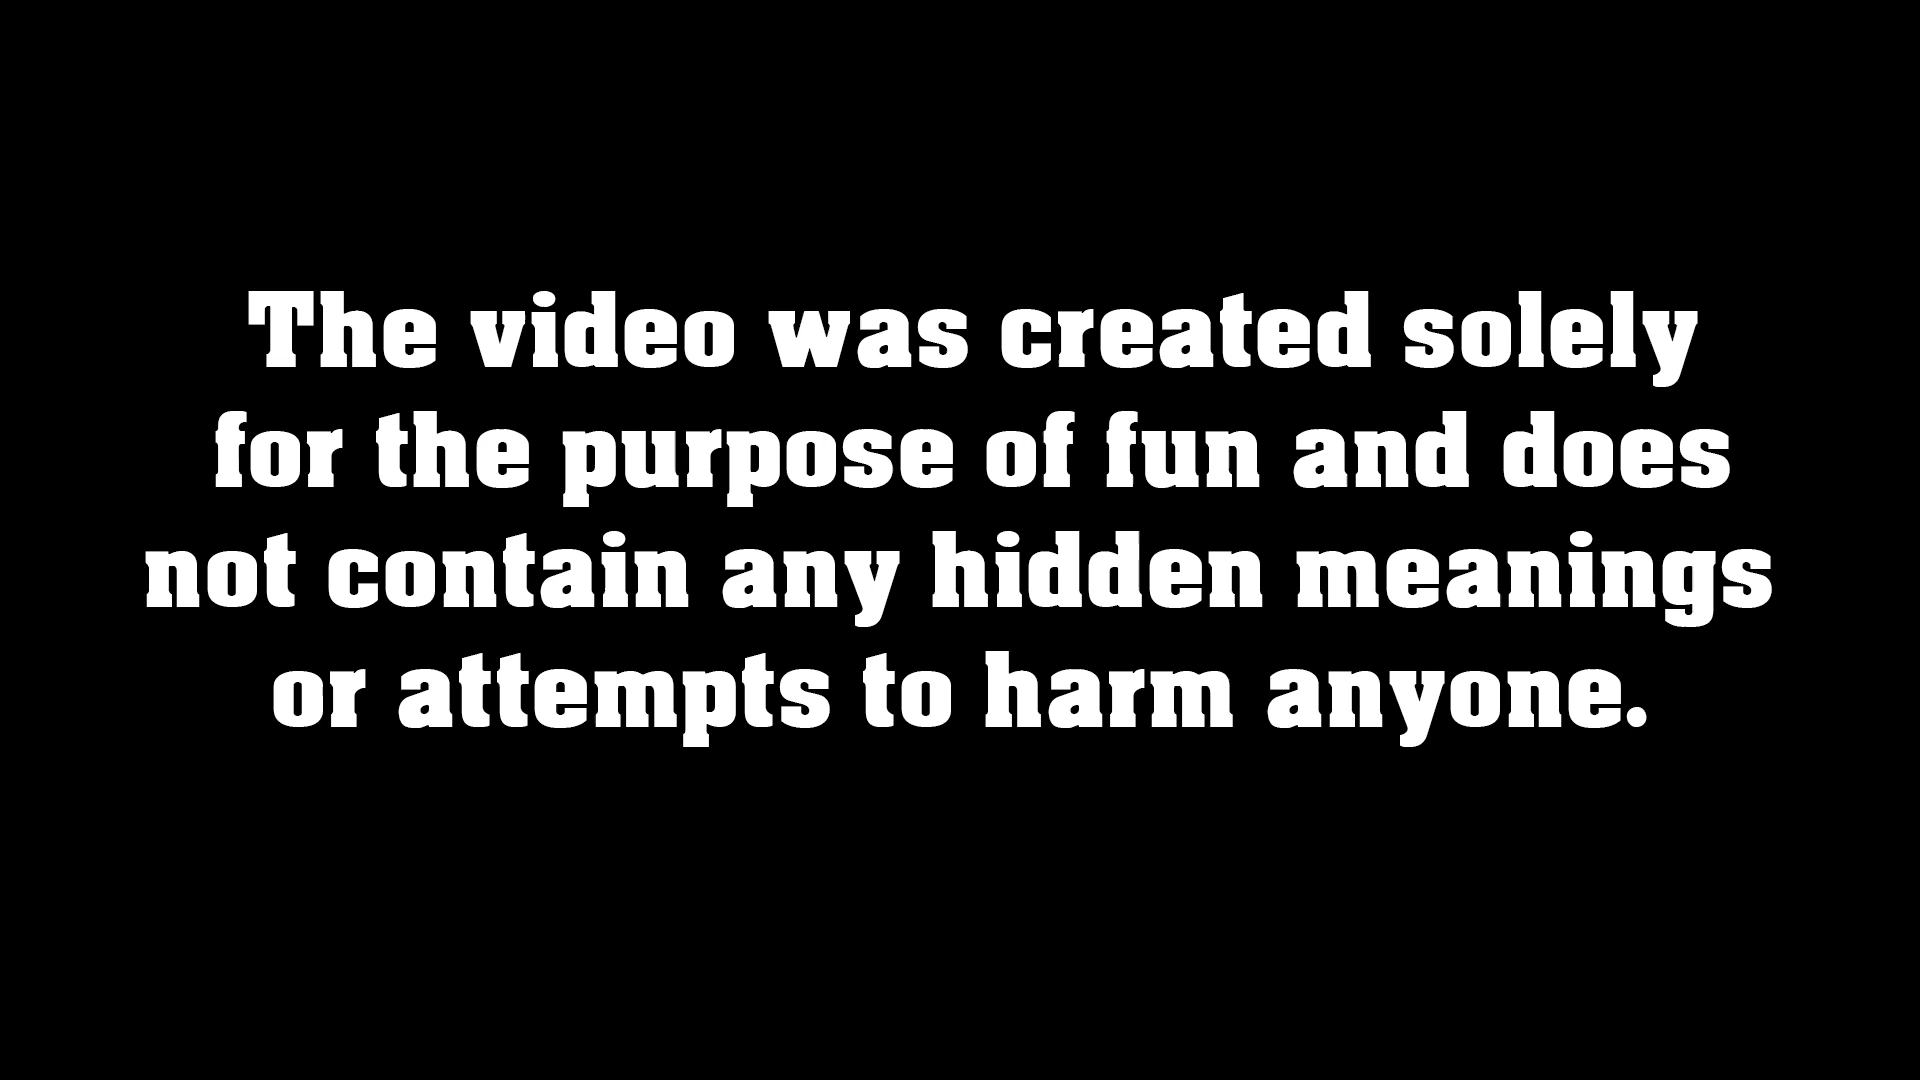 The video was created solely
for the purpose of fun and does
not contain any hidden meanings
or attempts to harm anyone.